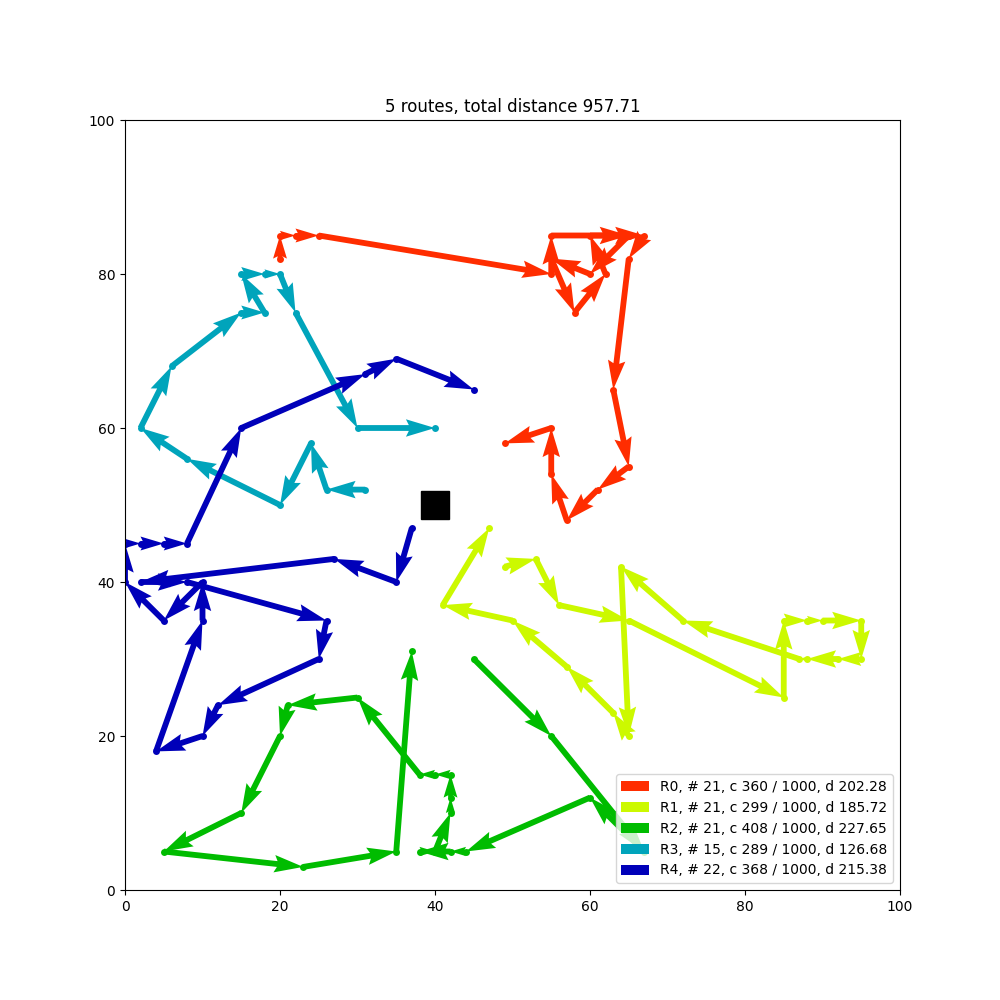 5 routes, total distance 957.71
100
80
60
40
20
0
0 20 40 60 80 100
R0, # 21, c 360 / 1000, d 202.28
R1, # 21, c 299 / 1000, d 185.72
R2, # 21, c 408 / 1000, d 227.65
R3, # 15, c 289 / 1000, d 126.68
R4, # 22, c 368 / 1000, d 215.38